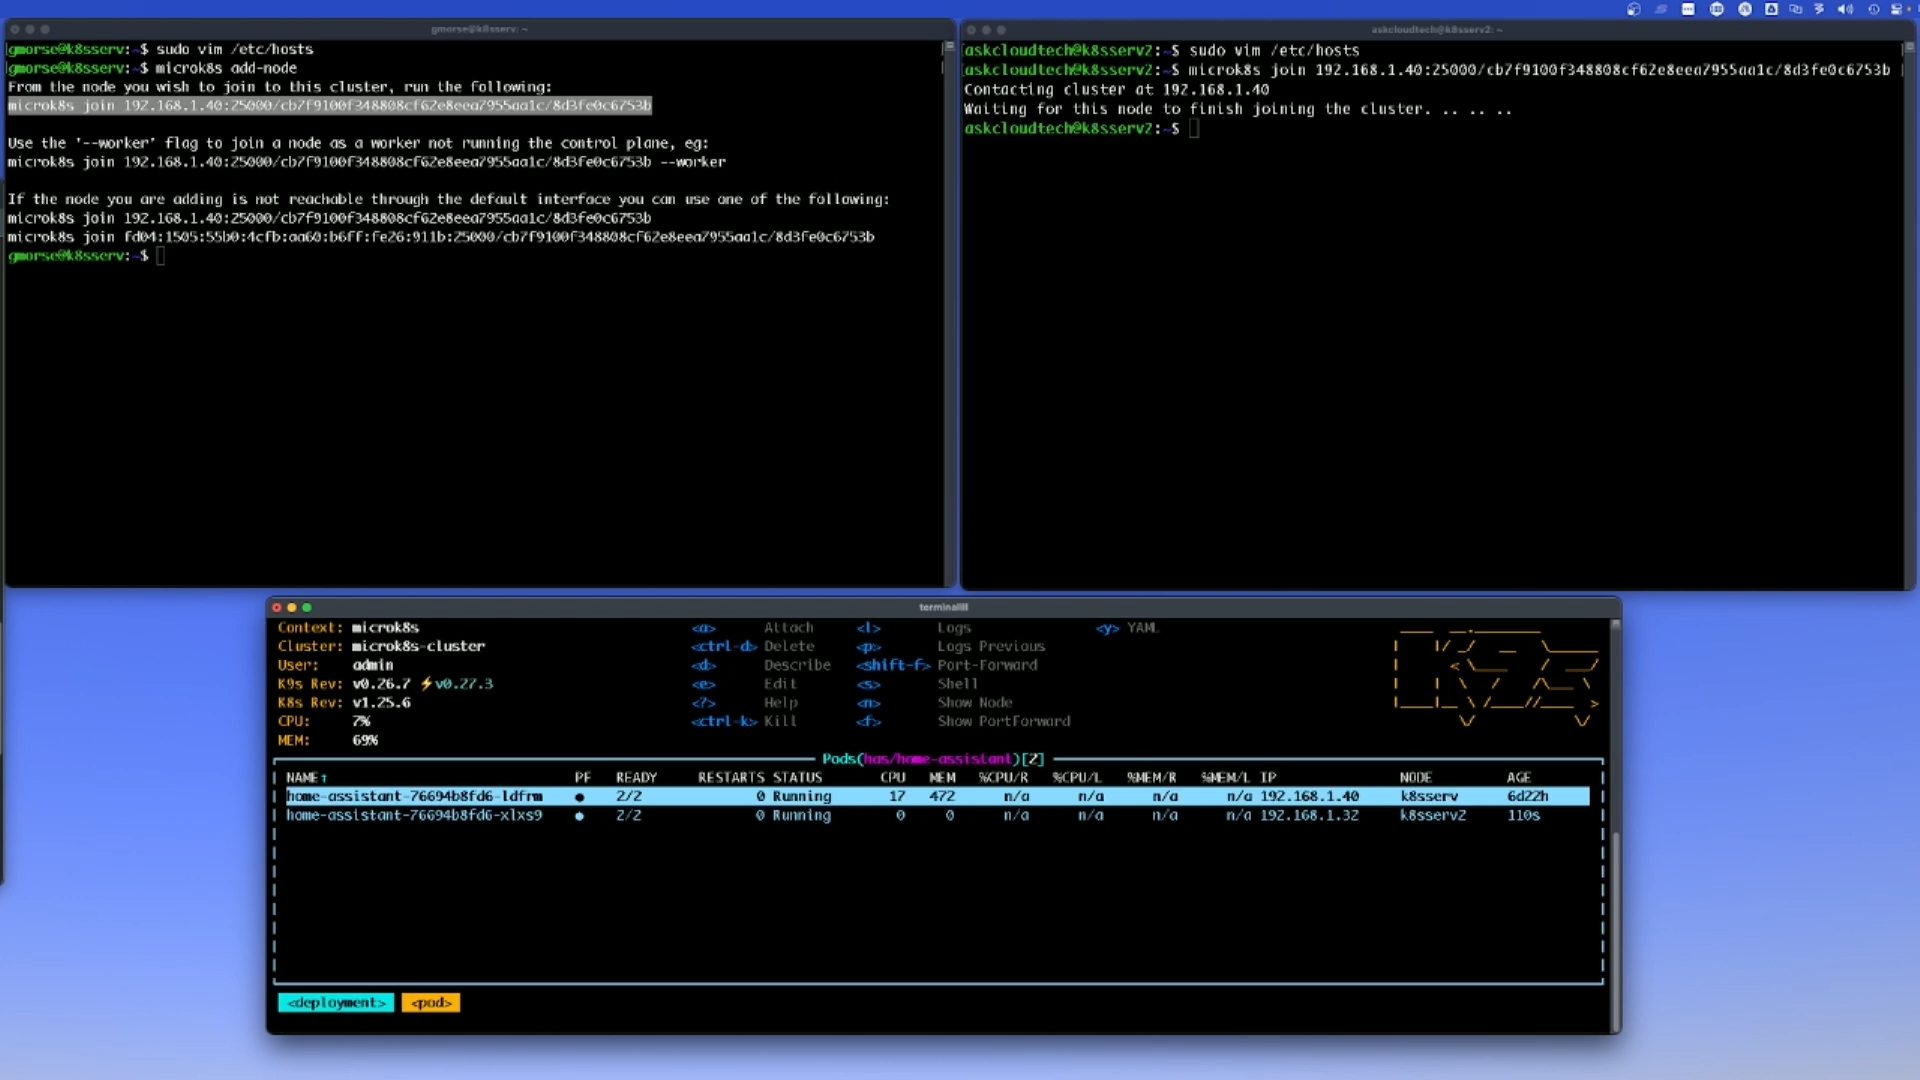 gmorse@k8sserv: ~
gmorse@k8sserv:~$ sudo vim /etc/hosts
gmorse@k8sserv:~$ microk8s add-node
From the node you wish to join to this cluster, run the following:
microk8s join 192.168.1.40:25000/cb7f9100f348808cf62e8eea7955aa1c/8d3fe0c6753b
Use the '--worker' flag to join a node as a worker not running the control plane, eg:
microk8s join 192.168.1.40:25000/cb7f9100f348808cf62e8eea7955aa1c/8d3fe0c6753b --worker
If the node you are adding is not reachable through the default interface you can use one of the following:
microk8s join 192.168.1.40:25000/cb7f9100f348808cf62e8eea7955aa1c/8d3fe0c6753b
microk8s join fd04:1505:55b0:4cfb:aa60:b6ff:fe26:911b:25000/cb7f9100f348808cf62e8eea7955aa1c/8d3fe0c6753b
gmorse@k8sserv:~$
askcloudtech@k8sserv2: ~
askcloudtech@k8sserv2:~$ sudo vim /etc/hosts
askcloudtech@k8sserv2:~$ microk8s join 192.168.1.40:25000/cb7f9100f348808cf62e8eea7955aa1c/8d3fe0c6753b
Contacting cluster at 192.168.1.40
Waiting for this node to finish joining the cluster. .. .. ..
askcloudtech@k8sserv2:~$
terminalll
Context: microk8s <a> Attach <l> Logs <y> YAML
Cluster: microk8s-cluster <ctrl-d> Delete <p> Logs Previous
User: admin <d> Describe <shift-f> Port-Forward
K9s Rev: v0.26.7 ⚡v0.27.3 <e> Edit <s> Shell
K8s Rev: v1.25.6 <?> Help <n> Show Node
CPU: 7% <ctrl-k> Kill <f> Show PortForward
MEM: 69%
Pods(has/home-assistant)[2]
NAME↑ PF READY RESTARTS STATUS CPU MEM %CPU/R %CPU/L %MEM/R %MEM/L IP NODE AGE
home-assistant-76694b8fd6-ldfrm ● 2/2 0 Running 17 472 n/a n/a n/a n/a 192.168.1.40 k8sserv 6d22h
home-assistant-76694b8fd6-xlxs9 ● 2/2 0 Running 0 0 n/a n/a n/a n/a 192.168.1.32 k8sserv2 110s
<deployment> <pod>